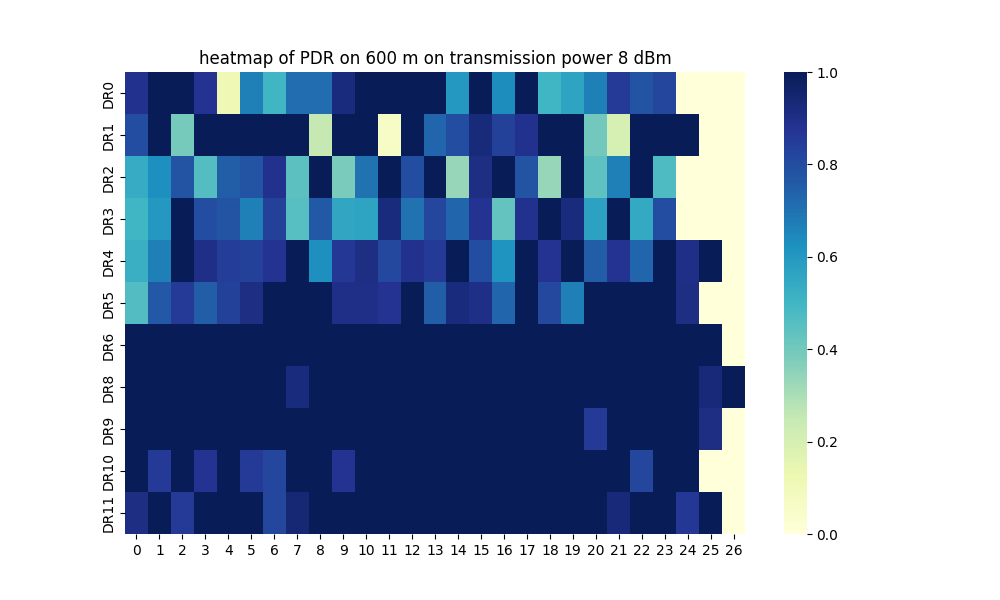 heatmap of PDR on 600 m on transmission power 8 dBm
DR0
DR1
DR2
DR3
DR4
DR5
DR6
DR8
DR9
DR10
DR11
0 1 2 3 4 5 6 7 8 9 10 11 12 13 14 15 16 17 18 19 20 21 22 23 24 25 26
1.0
0.8
0.6
0.4
0.2
0.0